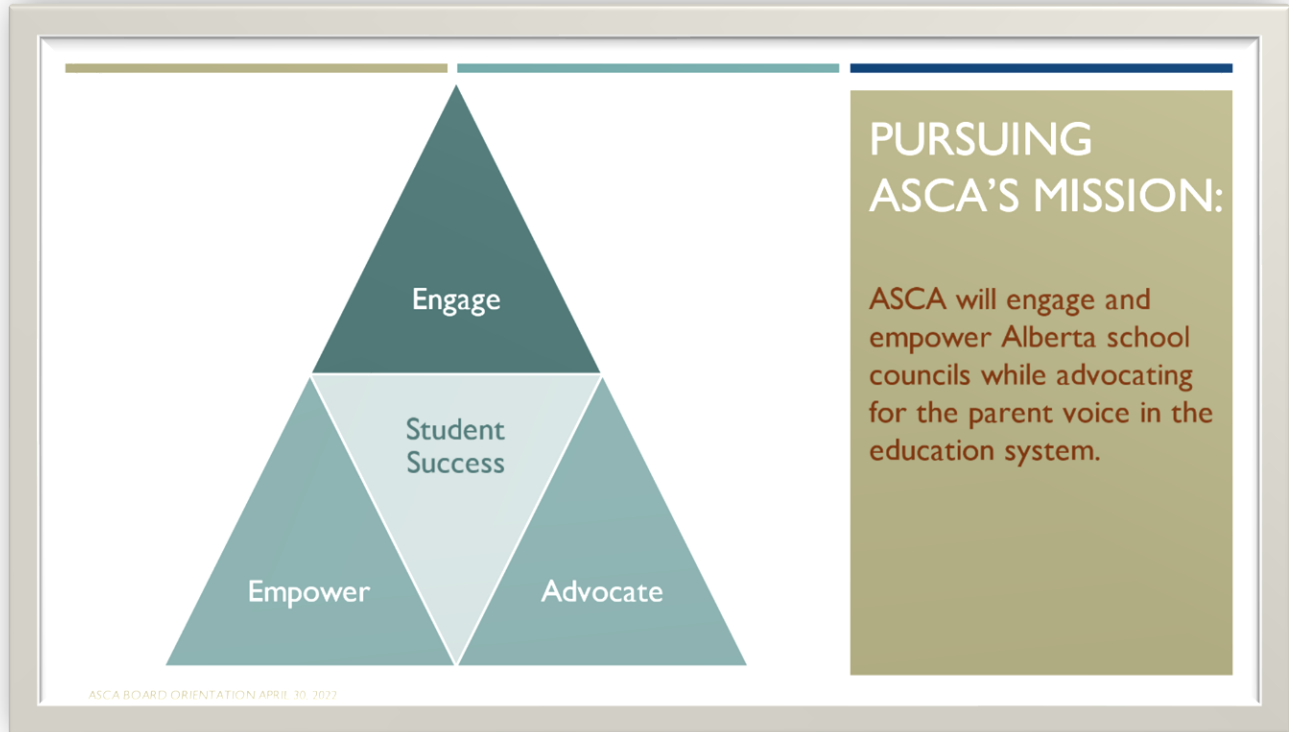 Engage
Student
Success
Empower
Advocate
PURSUING
ASCA'S MISSION:
ASCA will engage and
empower Alberta school
councils while advocating
for the parent voice in the
education system.
ASCA BOARD ORIENTATION APRIL 30, 2022